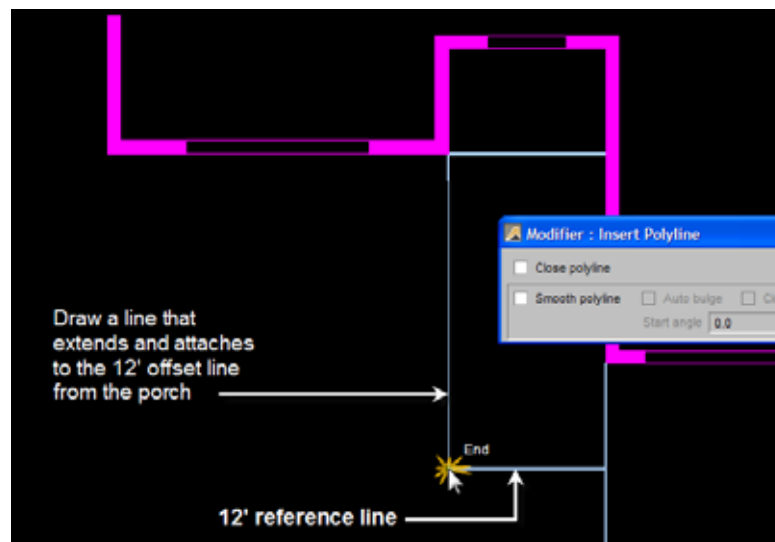 Modifier : Insert Polyline
Close polyline
Smooth polyline Auto bulge
Start angle 0.0
Draw a line that
extends and attaches
to the 12' offset line
from the porch
End
12' reference line